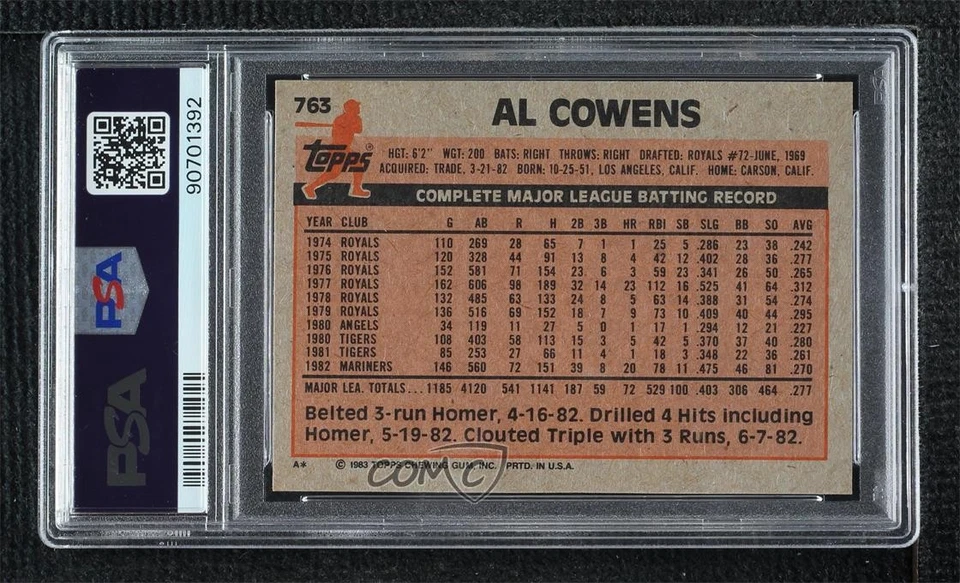 PSA
90701392
PSA
763
AL COWENS
Topps®
HGT: 6'2" WGT: 200 BATS: RIGHT THROWS: RIGHT DRAFTED: ROYALS #72-JUNE, 1969
ACQUIRED: TRADE, 3-21-82 BORN: 10-25-51, LOS ANGELES, CALIF. HOME: CARSON, CALIF.
COMPLETE MAJOR LEAGUE BATTING RECORD
YEAR CLUB G AB R H 2B 3B HR RBI SB SLG BB SO AVG
1974 ROYALS 110 269 28 65 7 1 1 25 5 .286 23 38 .242
1975 ROYALS 120 328 44 91 13 8 4 42 12 .402 28 36 .277
1976 ROYALS 152 581 71 154 23 6 3 59 23 .341 26 50 .265
1977 ROYALS 162 606 98 189 32 14 23 112 16 .525 41 64 .312
1978 ROYALS 132 485 63 133 24 8 5 63 14 .388 31 54 .274
1979 ROYALS 136 516 69 152 18 7 9 73 10 .409 40 44 .295
1980 ANGELS 34 119 11 27 5 0 1 17 1 .294 12 21 .227
1980 TIGERS 108 403 58 113 15 3 5 42 5 .370 37 40 .280
1981 TIGERS 85 253 27 66 11 4 1 18 3 .348 22 36 .261
1982 MARINERS 146 560 72 151 39 8 20 78 11 .475 46 81 .270
MAJOR LEA. TOTALS... 1185 4120 541 1141 187 59 72 529 100 .403 306 464 .277
Belted 3-run Homer, 4-16-82. Drilled 4 Hits including
Homer, 5-19-82. Clouted Triple with 3 Runs, 6-7-82.
A* © 1983 TOPPS CHEWING GUM, INC. PRTD. IN U.S.A.
COMC